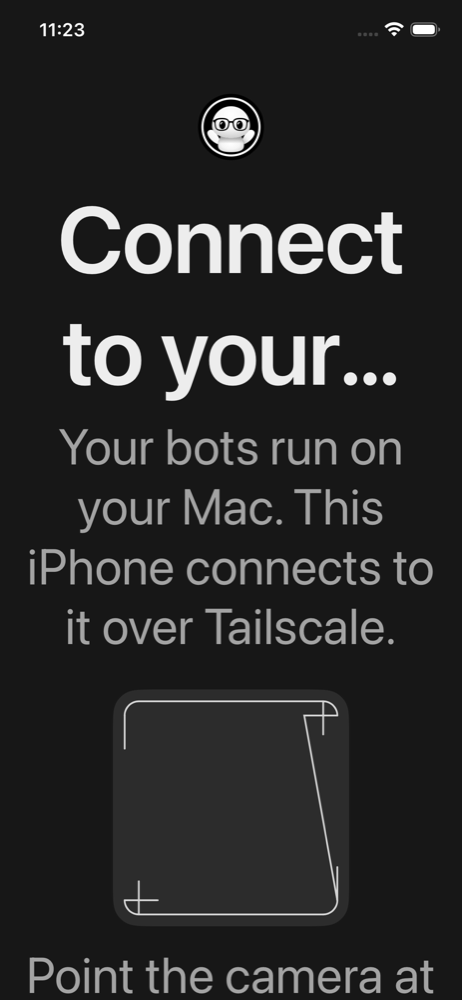 11:23
Connect
to your...
Your bots run on
your Mac. This
iPhone connects to
it over Tailscale.
Point the camera at